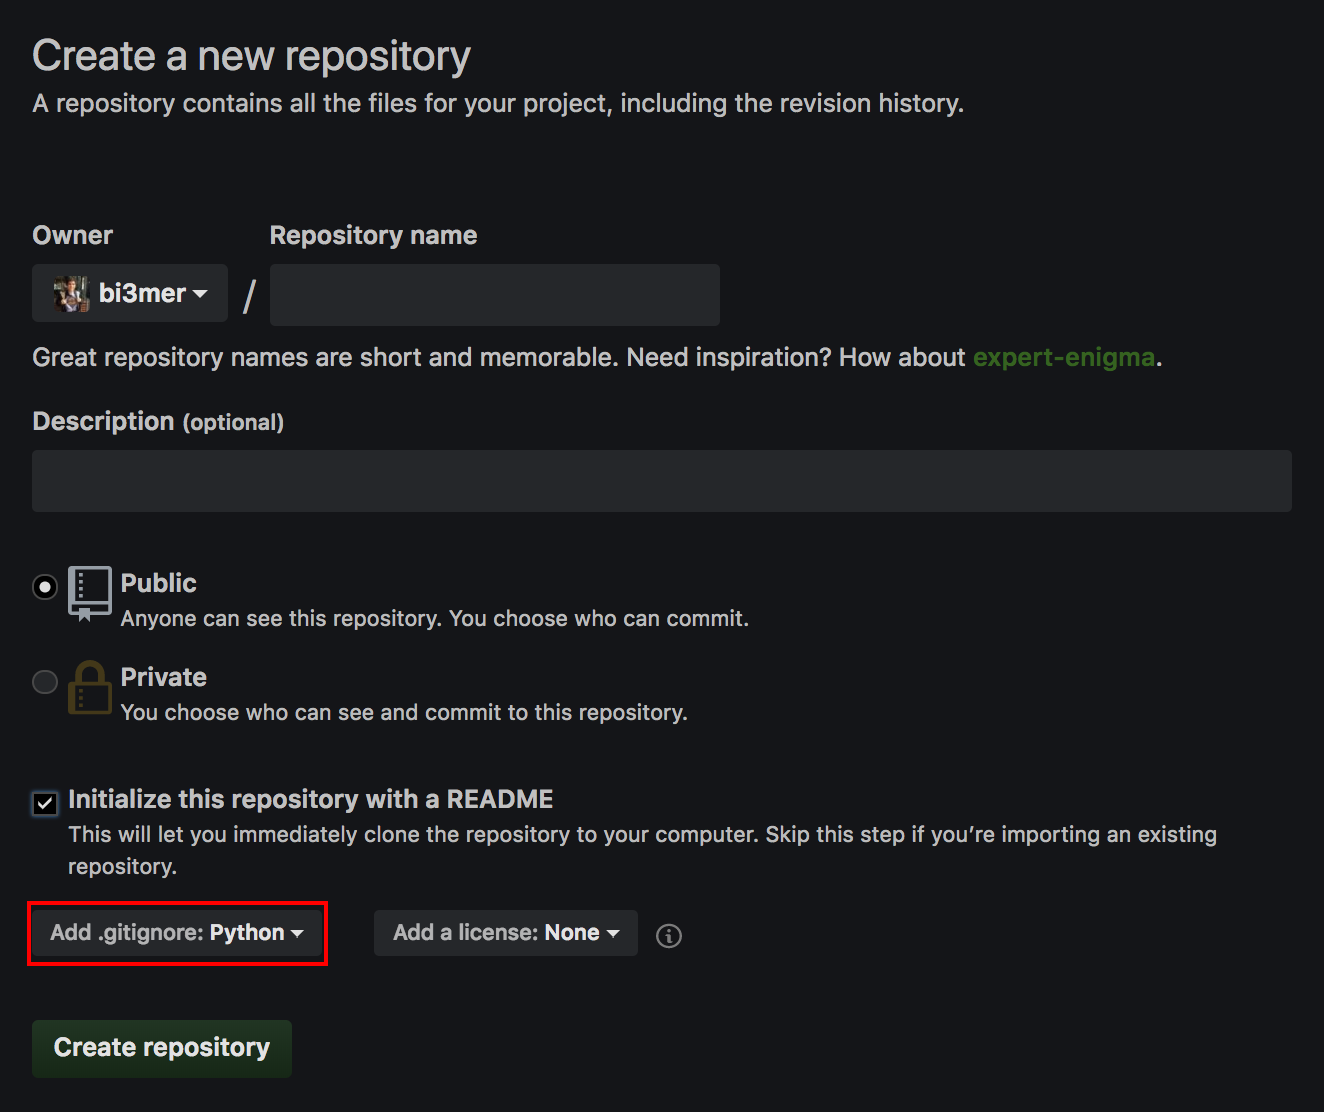 Create a new repository
A repository contains all the files for your project, including the revision history.
Owner
Repository name
bi3mer
/
Great repository names are short and memorable. Need inspiration? How about expert-enigma.
Description (optional)
Public
Anyone can see this repository. You choose who can commit.
Private
You choose who can see and commit to this repository.
Initialize this repository with a README
This will let you immediately clone the repository to your computer. Skip this step if you’re importing an existing
repository.
Add .gitignore: Python
Add a license: None
Create repository